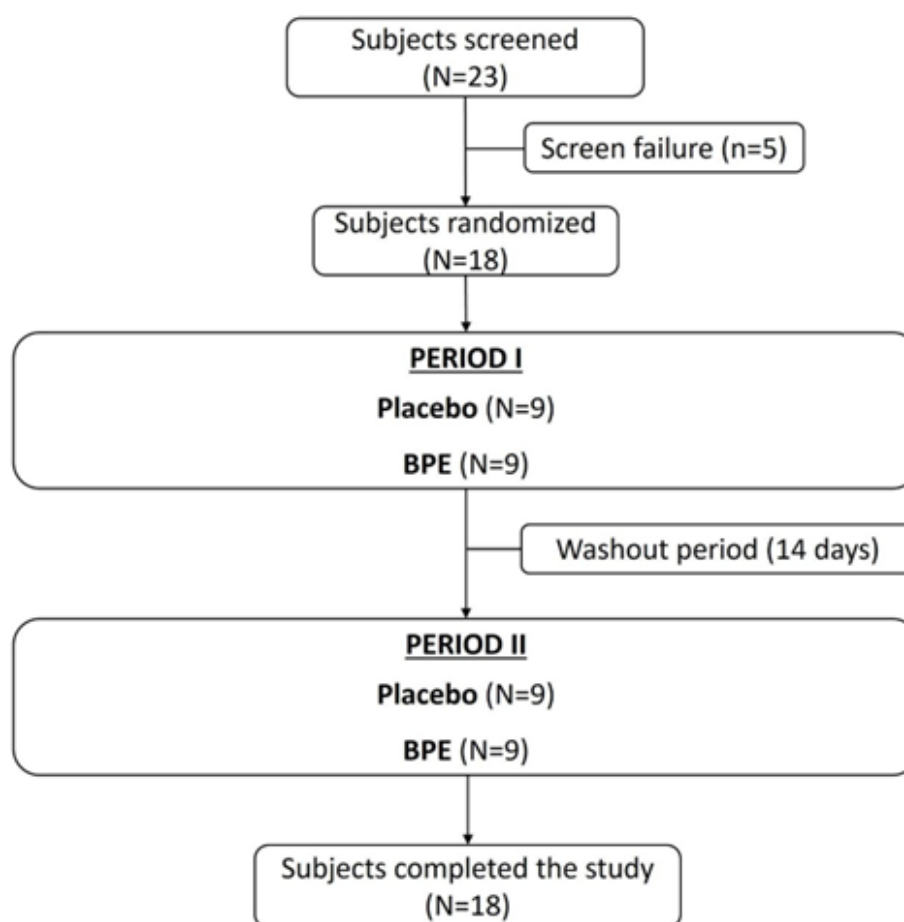 Subjects screened
(N=23)
Screen failure (n=5)
Subjects randomized
(N=18)
PERIOD I
Placebo (N=9)
BPE (N=9)
Washout period (14 days)
PERIOD II
Placebo (N=9)
BPE (N=9)
Subjects completed the study
(N=18)